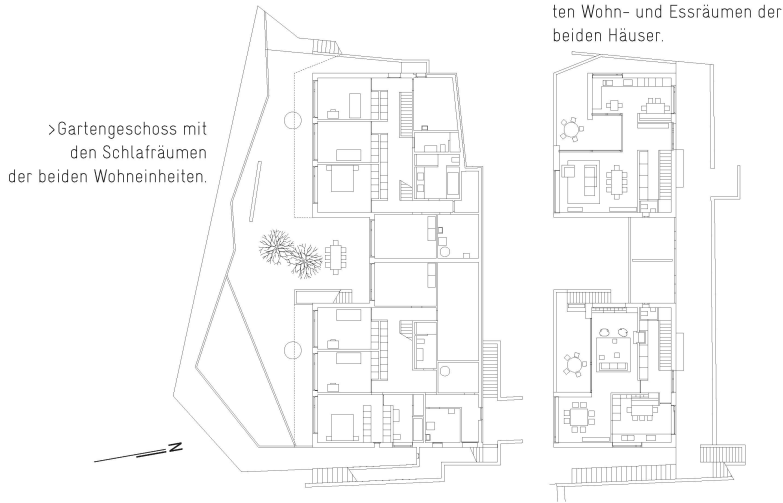 ten Wohn- und Essräumen der
beiden Häuser.
>Gartengeschoss mit
den Schlafräumen
der beiden Wohneinheiten.
N